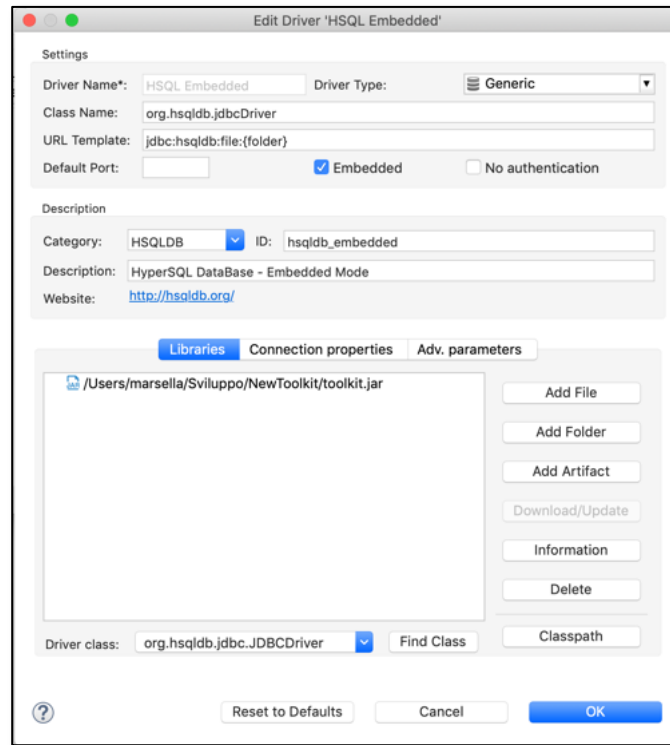 Edit Driver 'HSQL Embedded'
Settings
Driver Name*: HSQL Embedded Driver Type: Generic
Class Name: org.hsqldb.jdbcDriver
URL Template: jdbc:hsqldb:file:{folder}
Default Port: Embedded No authentication
Description
Category: HSQLDB ID: hsqldb_embedded
Description: HyperSQL DataBase - Embedded Mode
Website: http://hsqldb.org/
Libraries Connection properties Adv. parameters
JAR /Users/marsella/Sviluppo/NewToolkit/toolkit.jar
Add File
Add Folder
Add Artifact
Download/Update
Information
Delete
Classpath
Driver class: org.hsqldb.jdbc.JDBCDriver Find Class
? Reset to Defaults Cancel OK